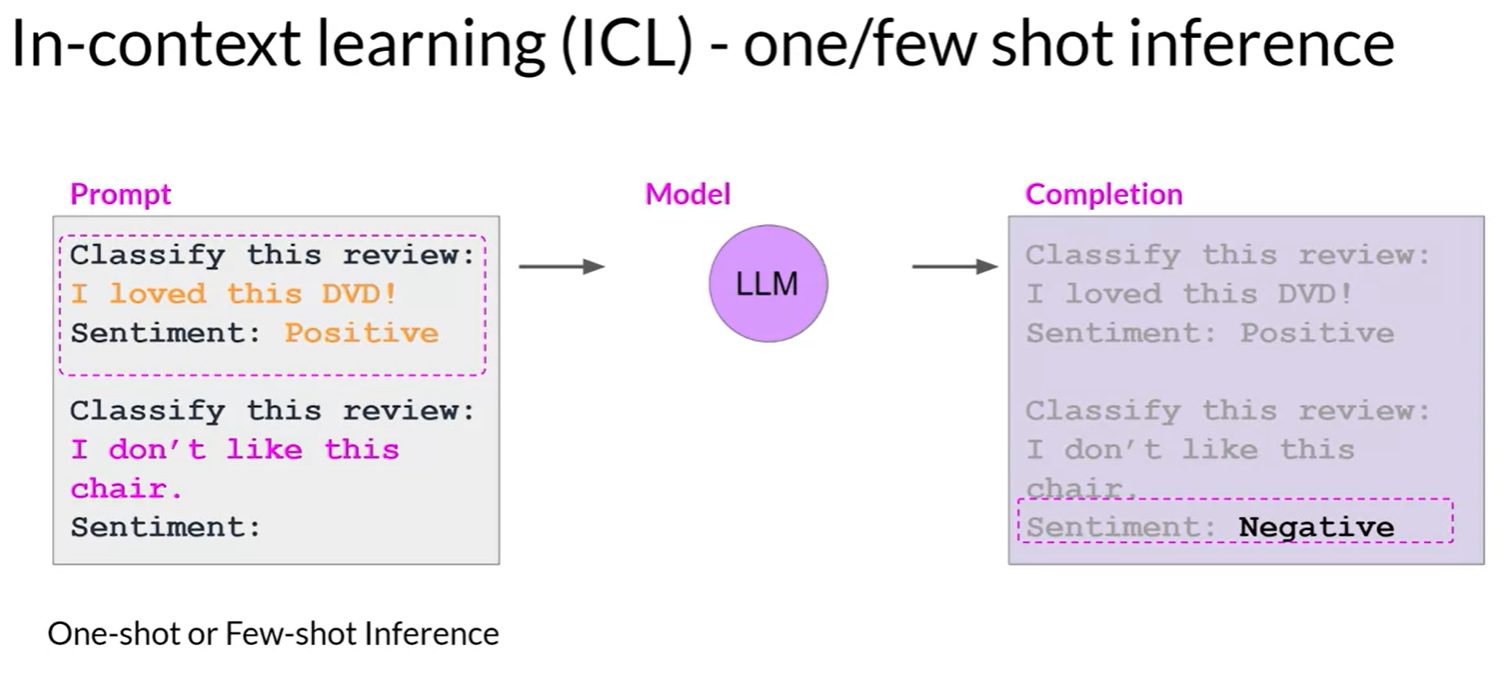 In-context learning (ICL) - one/few shot inference
Prompt
Classify this review:
I loved this DVD!
Sentiment: Positive
Classify this review:
I don’t like this
chair.
Sentiment:
One-shot or Few-shot Inference
Model
LLM
Completion
Classify this review:
I loved this DVD!
Sentiment: Positive
Classify this review:
I don’t like this
chair.
Sentiment: Negative